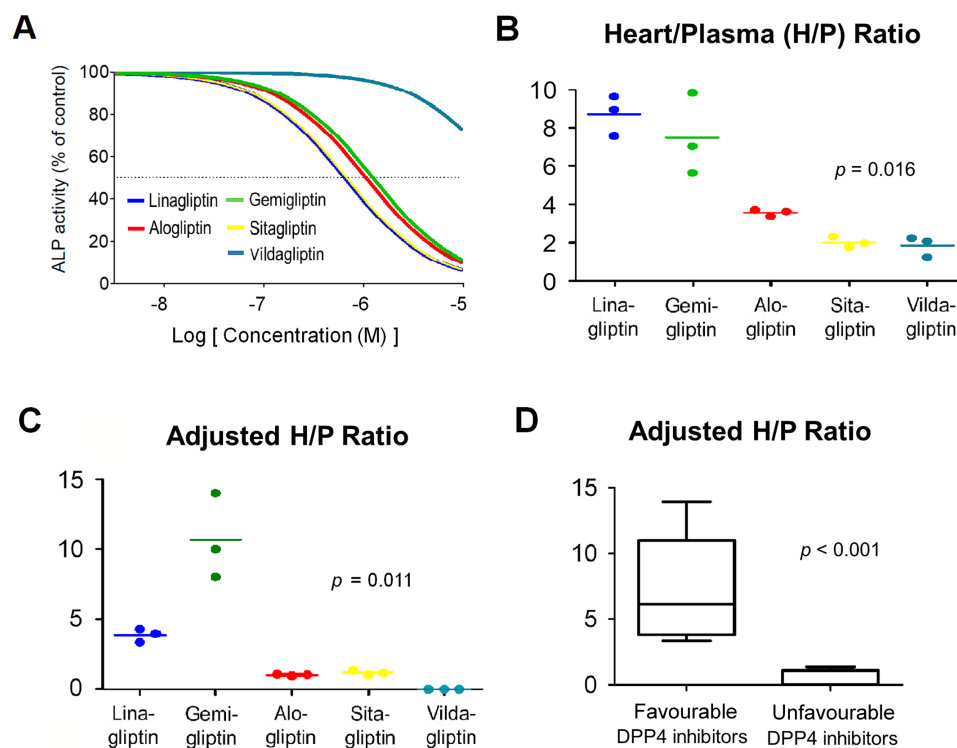 A
ALP activity (% of control)
100
80
60
40
20
0
Linagliptin
Alogliptin
Gemigliptin
Sitagliptin
Vildagliptin
-8
-7
-6
-5
Log [ Concentration (M) ]
B
Heart/Plasma (H/P) Ratio
10
8
6
4
2
0
p = 0.016
Lina-
gliptin
Gemi-
gliptin
Alo-
gliptin
Sita-
gliptin
Vilda-
gliptin
C
Adjusted H/P Ratio
15
10
5
0
p = 0.011
Lina-
gliptin
Gemi-
gliptin
Alo-
gliptin
Sita-
gliptin
Vilda-
gliptin
D
Adjusted H/P Ratio
15
10
5
0
p < 0.001
Favourable
DPP4 inhibitors
Unfavourable
DPP4 inhibitors